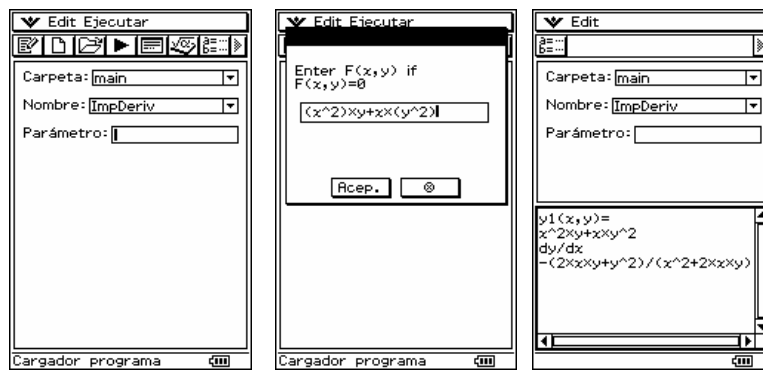 Edit Ejecutar
Carpeta: main
Nombre: ImpDeriv
Parámetro:
Cargador programa
Edit Ejecutar
Enter F(x,y) if
F(x,y)=0
(x^2)×y+x×(y^2)
Acep.
Cargador programa
Edit
Carpeta: main
Nombre: ImpDeriv
Parámetro:
y1(x,y)=
x^2×y+x×y^2
dy/dx
-(2×x×y+y^2)/(x^2+2×x×y)